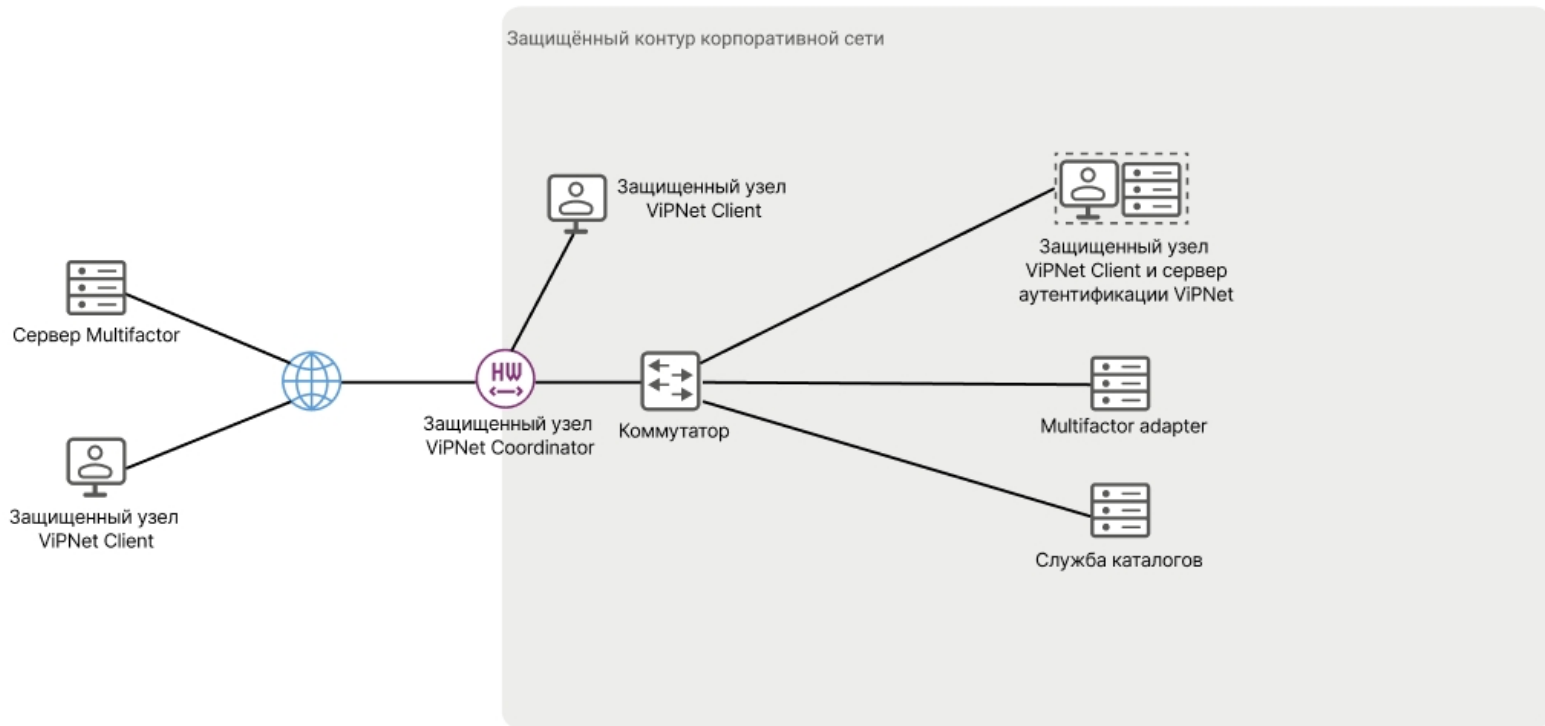 Защищённый контур корпоративной сети
Защищенный узел
ViPNet Client
Защищенный узел
ViPNet Client и сервер
аутентификации ViPNet
Сервер Multifactor
HW
Защищенный узел
ViPNet Coordinator
Коммутатор
Multifactor adapter
Защищенный узел
ViPNet Client
Служба каталогов